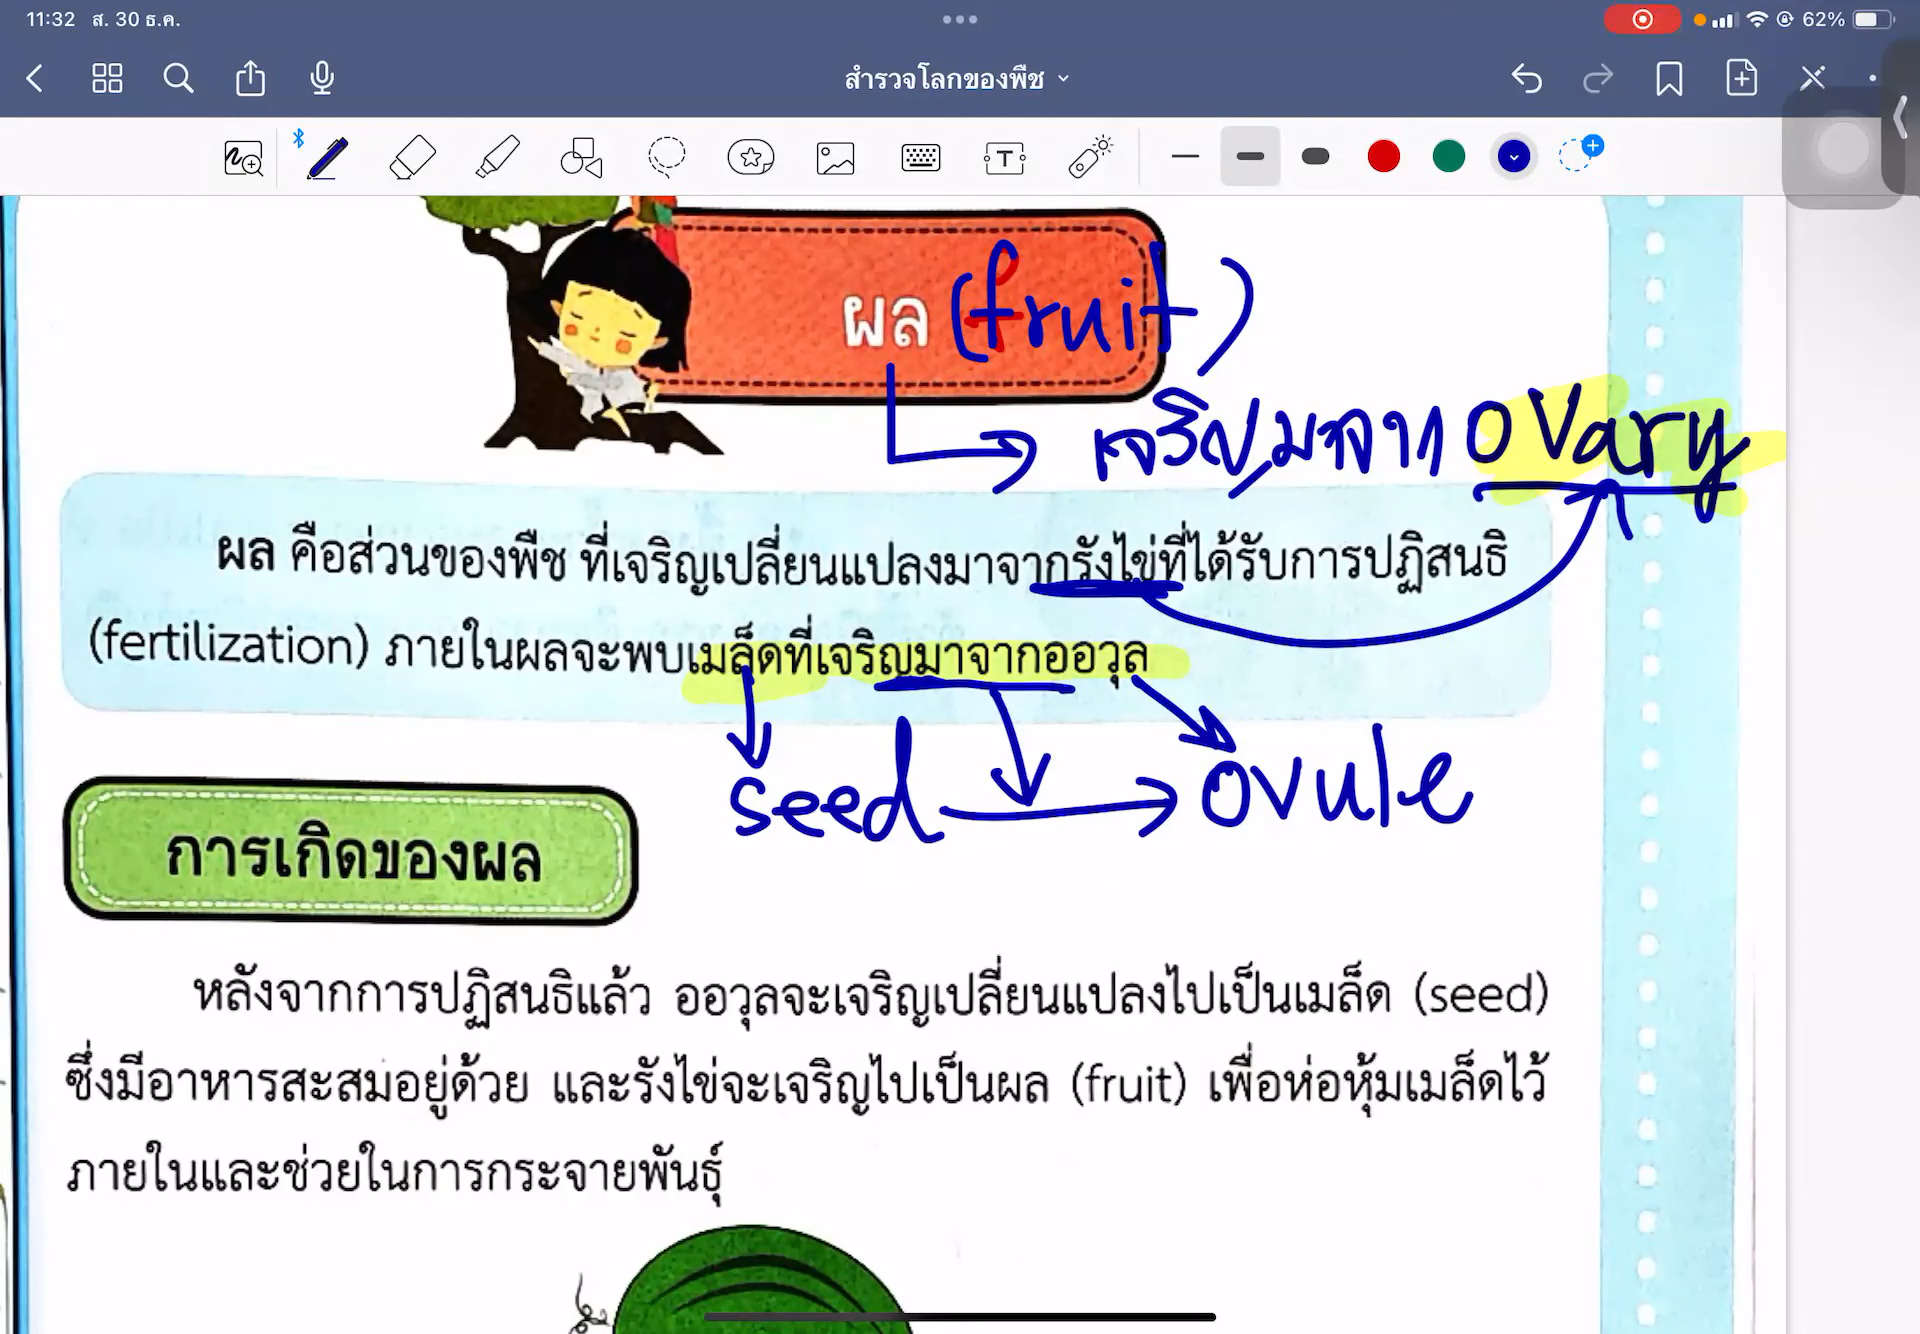 11:32 ส. 30 ธ.ค.
62%
สำรวจโลกของพืช
ผล (fruit)
เจริญมาจาก ovary
ผล คือส่วนของพืช ที่เจริญเปลี่ยนแปลงมาจากรังไข่ที่ได้รับการปฏิสนธิ
(fertilization) ภายในผลจะพบเมล็ดที่เจริญมาจากออวุล
seed ovule
การเกิดของผล
หลังจากการปฏิสนธิแล้ว ออวุลจะเจริญเปลี่ยนแปลงไปเป็นเมล็ด (seed)
ซึ่งมีอาหารสะสมอยู่ด้วย และรังไข่จะเจริญไปเป็นผล (fruit) เพื่อห่อหุ้มเมล็ดไว้
ภายในและช่วยในการกระจายพันธุ์